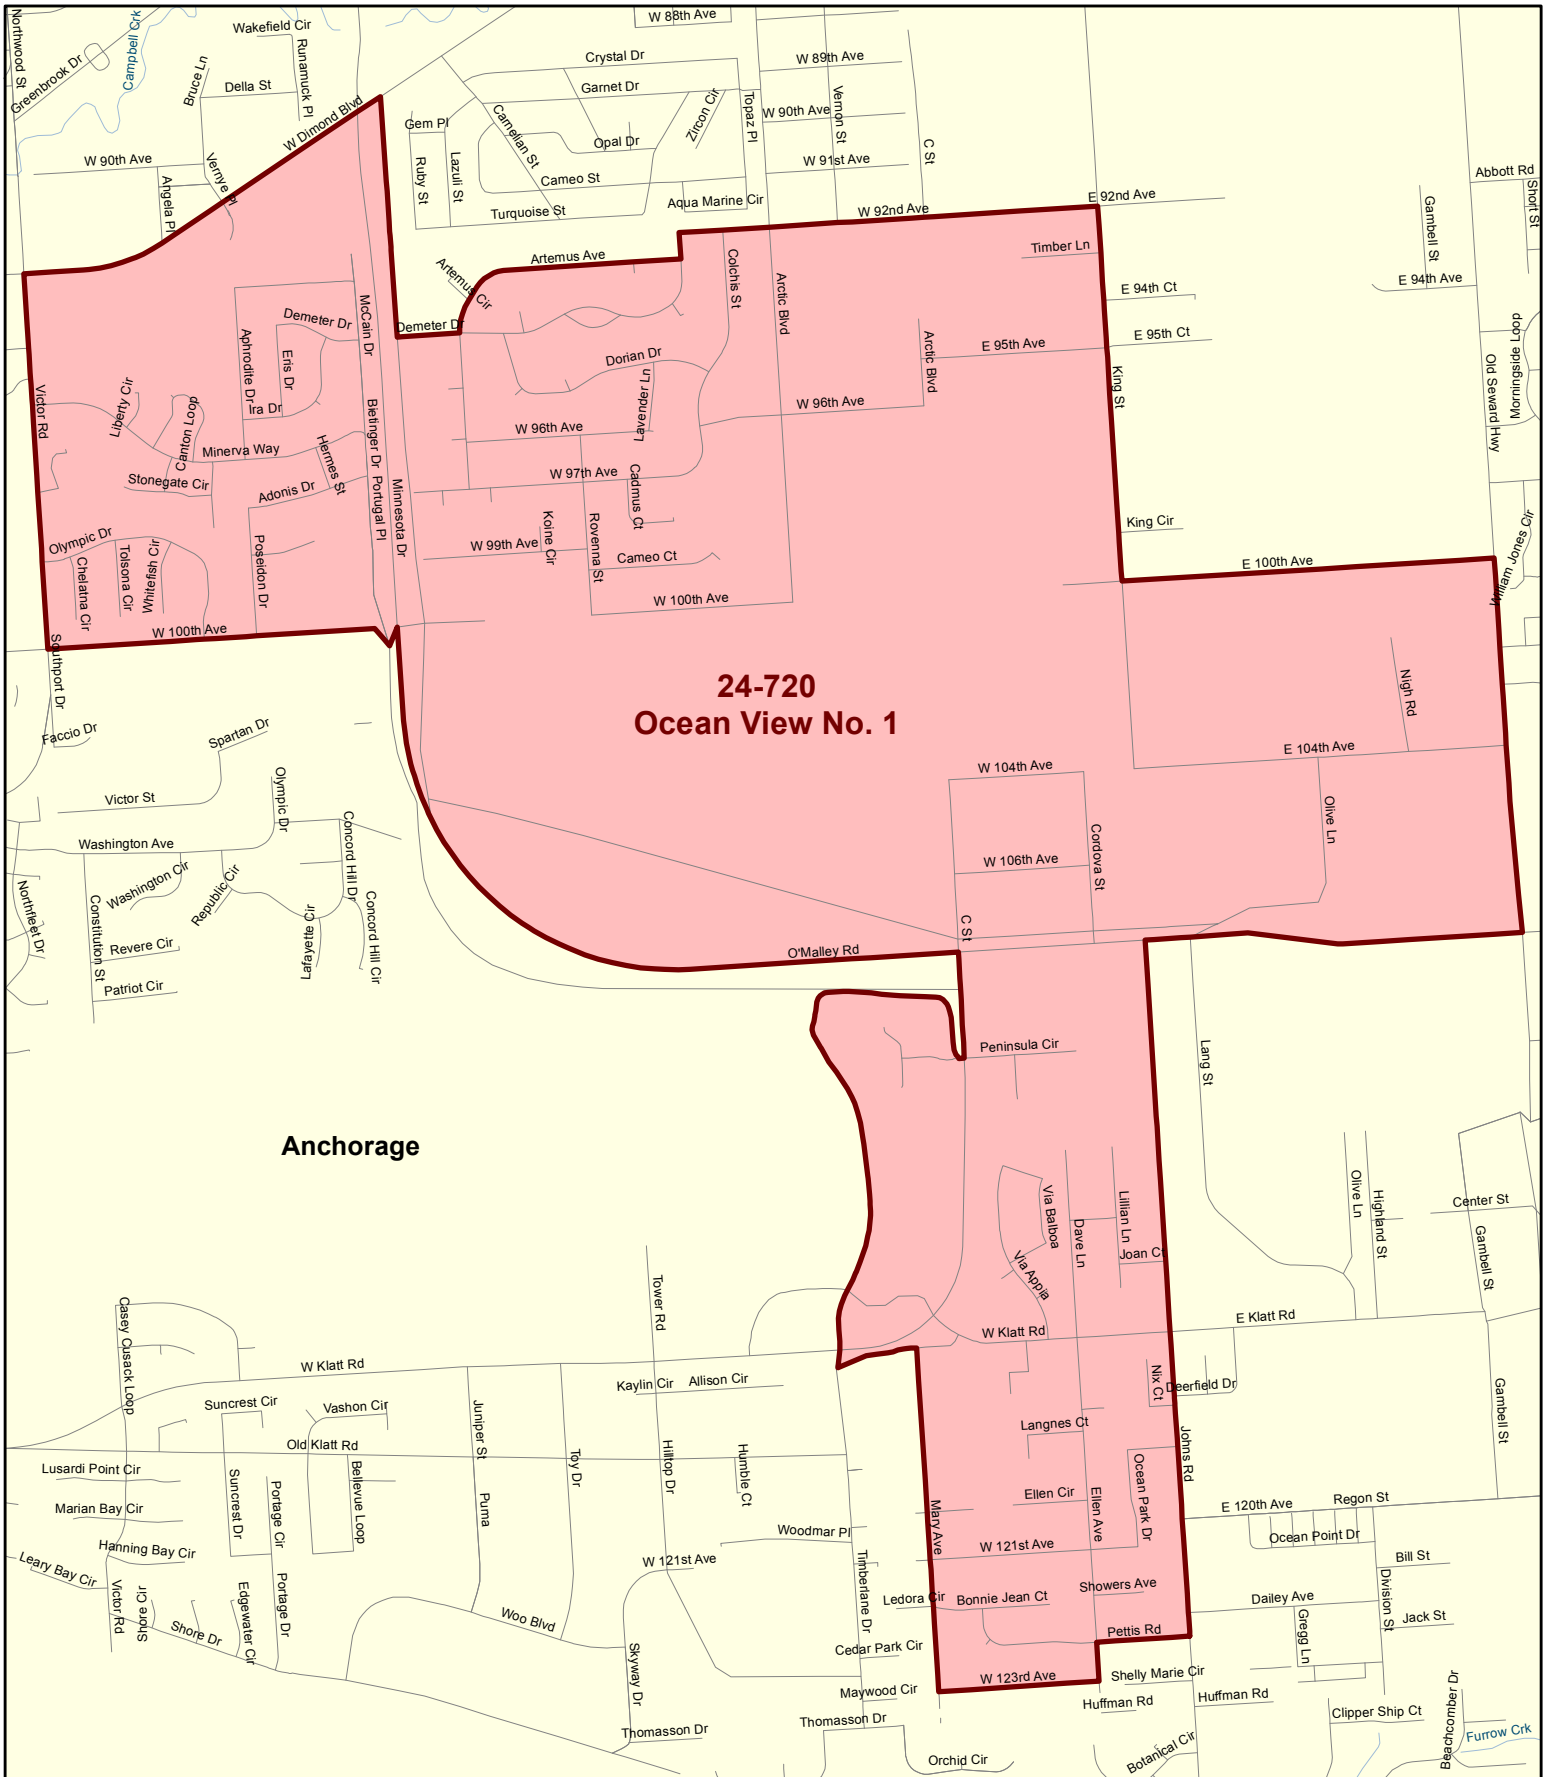 Northwood St
Greenbrook Dr
Campbell Crk
Wakefield Cir
Runamuck Pl
Bruce Ln
Della St
W Dimond Blvd
W 90th Ave
Vernye Pl
Angela Pl
W 88th Ave
Crystal Dr
W 89th Ave
Garnet Dr
Carnelian St
Zircon Cir
Topaz Pl
W 90th Ave
Vernon St
Gem Pl
Opal Dr
C St
Ruby St
Lazuli St
Cameo St
W 91st Ave
Aqua Marine Cir
Turquoise St
W 92nd Ave
E 92nd Ave
Abbott Rd
Short St
Gambell St
Timber Ln
Artemus Ave
Artemus Cir
Colchis St
Arctic Blvd
E 94th Ct
E 94th Ave
McCain Dr
Demeter Dr
Demeter Dr
Aphrodite Dr
Eris Dr
Dorian Dr
Arctic Blvd
E 95th Ave
E 95th Ct
Old Seward Hwy
Morningside Loop
King St
Victor Rd
Liberty Cir
Canton Loop
Ira Dr
Lavender Ln
W 96th Ave
W 96th Ave
Bietinger Dr
Minerva Way
Hermes St
Stonegate Cir
Adonis Dr
Portugal Pl
Minnesota Dr
W 97th Ave
Cadmus Ct
Koine Cir
Rovenna St
W 99th Ave
Cameo Ct
King Cir
William Jones Cir
Olympic Dr
Tolsona Cir
Whitefish Cir
Chelatna Cir
Poseidon Dr
W 100th Ave
W 100th Ave
E 100th Ave
Southport Dr
24-720
Ocean View No. 1
Nigh Rd
Faccio Dr
Spartan Dr
E 104th Ave
W 104th Ave
Victor St
Olympic Dr
Olive Ln
Concord Hill Dr
Cordova St
Washington Ave
W 106th Ave
Washington Cir
Republic Cir
Northfleet Dr
Constitution St
Lafayette Cir
Concord Hill Cir
C St
Revere Cir
O'Malley Rd
Patriot Cir
Peninsula Cir
Lang St
Anchorage
Via Balboa
Dave Ln
Lillian Ln
Olive Ln
Highland St
Center St
Joan Ct
Via Appia
Gambell St
Tower Rd
Casey Cusack Loop
W Klatt Rd
E Klatt Rd
W Klatt Rd
Kaylin Cir
Allison Cir
Nix Ct
Deerfield Dr
Gambell St
Suncrest Cir
Vashon Cir
Juniper St
Langnes Ct
Johns Rd
Old Klatt Rd
Lusardi Point Cir
Suncrest Dr
Portage Cir
Bellevue Loop
Toy Dr
Hilltop Dr
Humble Ct
Ocean Park Dr
Ellen Cir
Ellen Ave
Marian Bay Cir
Puma
Mary Ave
E 120th Ave
Regon St
Woodmar Pl
Ocean Point Dr
Hanning Bay Cir
W 121st Ave
W 121st Ave
Leary Bay Cir
Timberlane Dr
Bill St
Victor Rd
Shore Cir
Edgewater Cir
Portage Dr
Ledora Cir
Bonnie Jean Ct
Showers Ave
Dailey Ave
Division St
Shore Dr
Woo Blvd
Gregg Ln
Jack St
Skyway Dr
Cedar Park Cir
Pettis Rd
W 123rd Ave
Shelly Marie Cir
Maywood Cir
Huffman Rd
Huffman Rd
Beachcomber Dr
Thomasson Dr
Thomasson Dr
Clipper Ship Ct
Botanical Cir
Furrow Crk
Orchid Cir